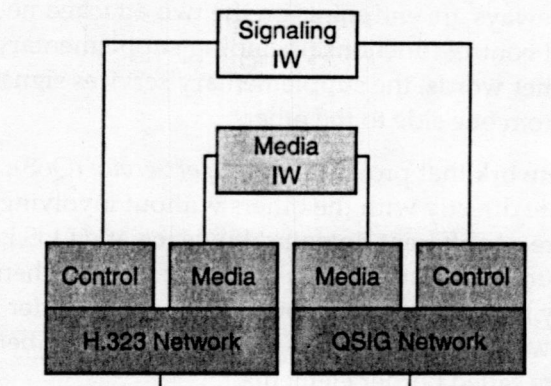 Signaling
IW
Media
IW
Control
Media
Media
Control
H.323 Network
QSIG Network